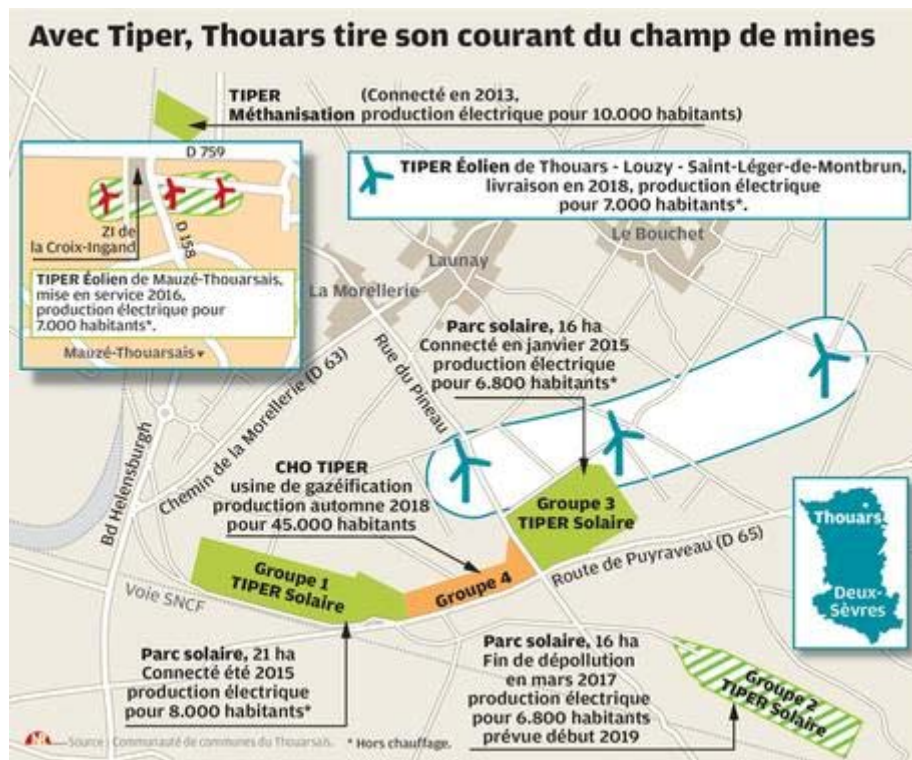 Avec Tiper, Thouars tire son courant du champ de mines
TIPER
Méthanisation
(Connecté en 2013,
production électrique pour 10.000 habitants)
D 759
ZI de
la Croix-Ingand
D 158
TIPER Éolien de Mauzé-Thouarsais,
mise en service 2016,
production électrique pour
7.000 habitants*.
Mauzé-Thouarsais
TIPER Éolien de Thouars - Louzy - Saint-Léger-de-Montbrun,
livraison en 2018, production électrique
pour 7.000 habitants*.
Le Bouchet
Launay
La Morellerie
Parc solaire, 16 ha
Connecté en janvier 2015
production électrique
pour 6.800 habitants*
Rue du Pineau
Chemin de la Morellerie (D 63)
Bd Helensburgh
CHO TIPER
usine de gazéification
production automne 2018
pour 45.000 habitants
Groupe 3
TIPER Solaire
Groupe 1
TIPER Solaire
Groupe 4
Route de Puyraveau (D 65)
Voie SNCF
Thouars
Deux-
Sèvres
Parc solaire, 21 ha
Connecté été 2015
production électrique
pour 8.000 habitants*
Parc solaire, 16 ha
Fin de dépollution
en mars 2017
production électrique
pour 6.800 habitants
prévue début 2019
Groupe 2
TIPER Solaire
NR
Source : Communauté de communes du Thouarsais.
* Hors chauffage.